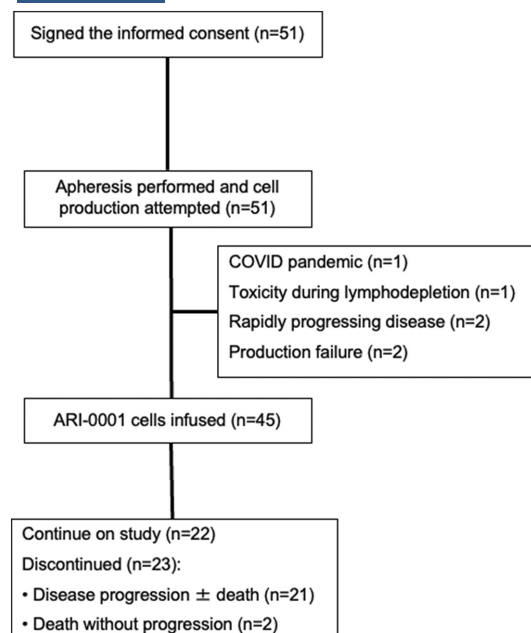 Signed the informed consent (n=51)
Apheresis performed and cell
production attempted (n=51)
COVID pandemic (n=1)
Toxicity during lymphodepletion (n=1)
Rapidly progressing disease (n=2)
Production failure (n=2)
ARI-0001 cells infused (n=45)
Continue on study (n=22)
Discontinued (n=23):
• Disease progression ± death (n=21)
• Death without progression (n=2)